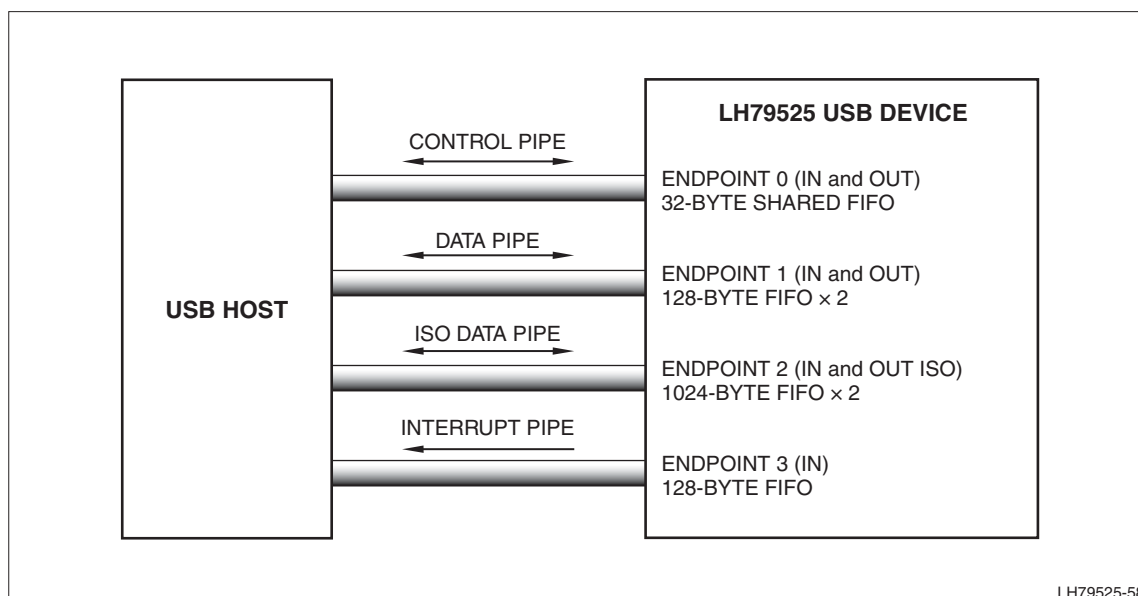 LH79525 USB DEVICE
CONTROL PIPE
ENDPOINT 0 (IN and OUT)
32-BYTE SHARED FIFO
DATA PIPE
ENDPOINT 1 (IN and OUT)
128-BYTE FIFO × 2
USB HOST
ISO DATA PIPE
ENDPOINT 2 (IN and OUT ISO)
1024-BYTE FIFO × 2
INTERRUPT PIPE
ENDPOINT 3 (IN)
128-BYTE FIFO